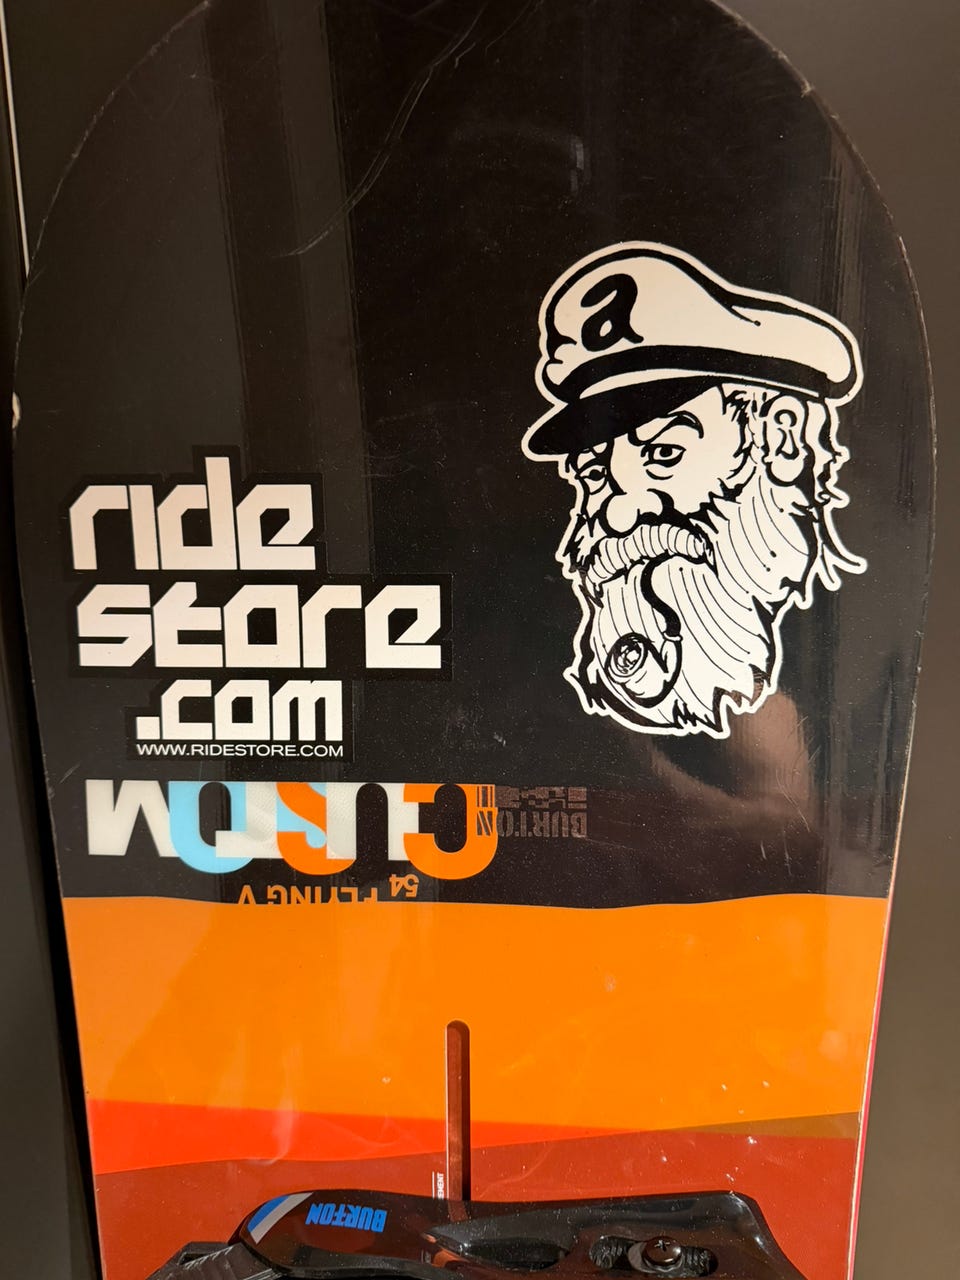 a
ride
store
.com
WWW.RIDESTORE.COM
BURTON
CUSTOM
54 FLYING V
BURTON